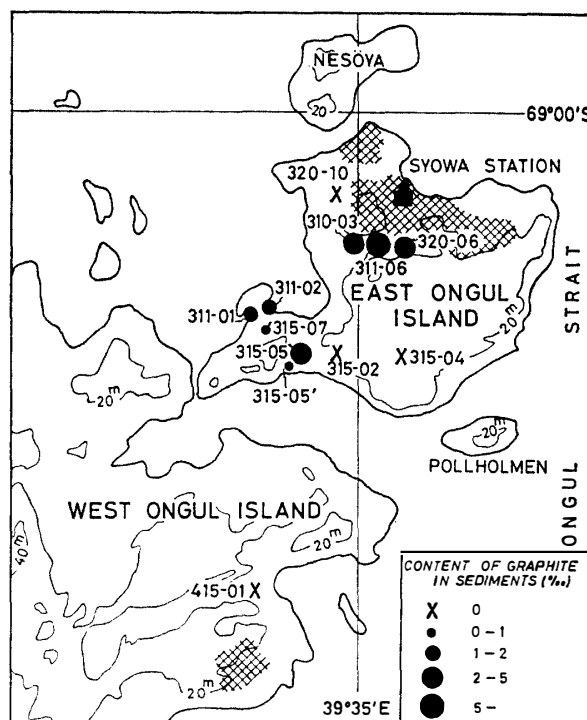 NESÖYA
20
69°00'S
320-10
X
SYOWA STATION
310-03
320-06
311-06
EAST ONGUL
ISLAND
STRAIT
311-02
311-01
315-07
20m
315-05
X
315-02
X 315-04
315-05'
20m
20m
POLLHOLMEN
ONGUL
WEST ONGUL ISLAND
20m
40m
415-01 X
20m
39°35'E
CONTENT OF GRAPHITE
IN SEDIMENTS (‰)
X 0
0-1
1-2
2-5
5-